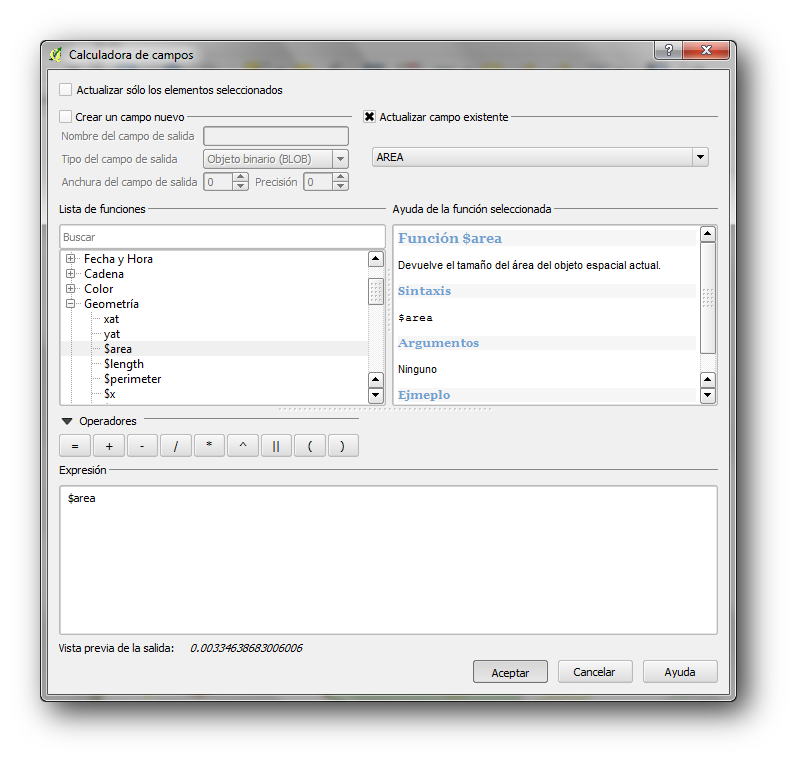 Calculadora de campos
?
Actualizar sólo los elementos seleccionados
Crear un campo nuevo
Nombre del campo de salida
Tipo del campo de salida Objeto binario (BLOB)
Anchura del campo de salida 0 Precisión 0
Actualizar campo existente
AREA
Lista de funciones
Buscar
Fecha y Hora
Cadena
Color
Geometría
xat
yat
$area
$length
$perimeter
$x
Ayuda de la función seleccionada
Función $area
Devuelve el tamaño del área del objeto espacial actual.
Sintaxis
$area
Argumentos
Ninguno
Ejmeplo
Operadores
= + - / * ^ || ( )
Expresión
$area
Vista previa de la salida: 0.00334638683006006
Aceptar Cancelar Ayuda